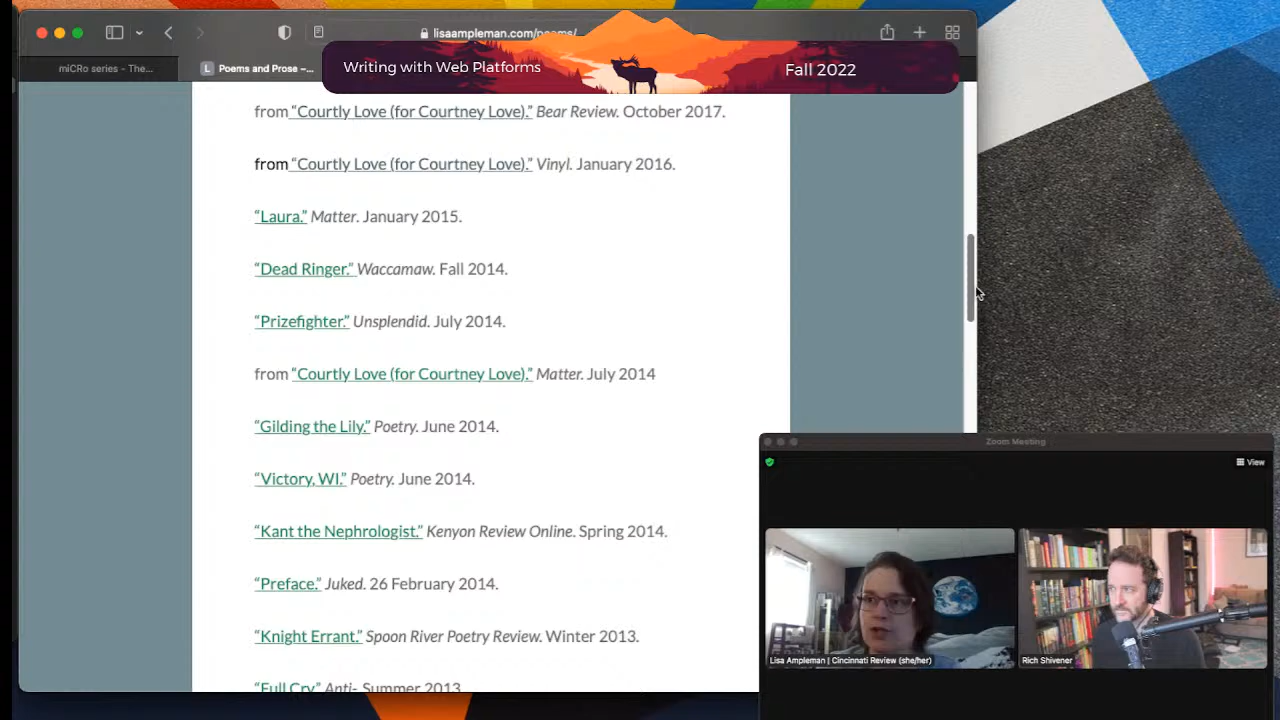 lisaampleman.com/poems/
miCRo series - The...
L Poems and Prose –...
Writing with Web Platforms
Fall 2022
from “Courtly Love (for Courtney Love).” Bear Review. October 2017.
from “Courtly Love (for Courtney Love).” Vinyl. January 2016.
“Laura.” Matter. January 2015.
“Dead Ringer.” Waccamaw. Fall 2014.
“Prizefighter.” Unsplendid. July 2014.
from “Courtly Love (for Courtney Love).” Matter. July 2014
“Gilding the Lily.” Poetry. June 2014.
“Victory, WI.” Poetry. June 2014.
“Kant the Nephrologist.” Kenyon Review Online. Spring 2014.
“Preface.” Juked. 26 February 2014.
“Knight Errant.” Spoon River Poetry Review. Winter 2013.
“Full Cry” Anti- Summer 2013
Zoom Meeting
View
Lisa Ampleman | Cincinnati Review (she/her)
Rich Shivener